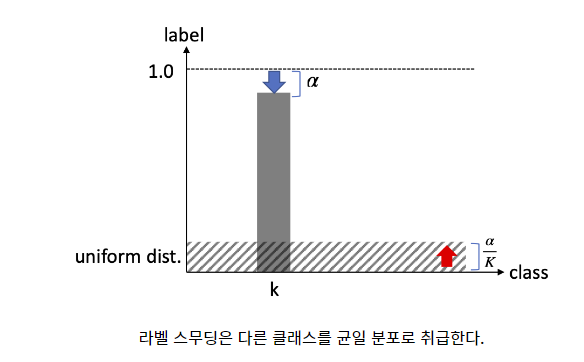 label
1.0
α
uniform dist.
α
K
class
k
라벨 스무딩은 다른 클래스를 균일 분포로 취급한다.